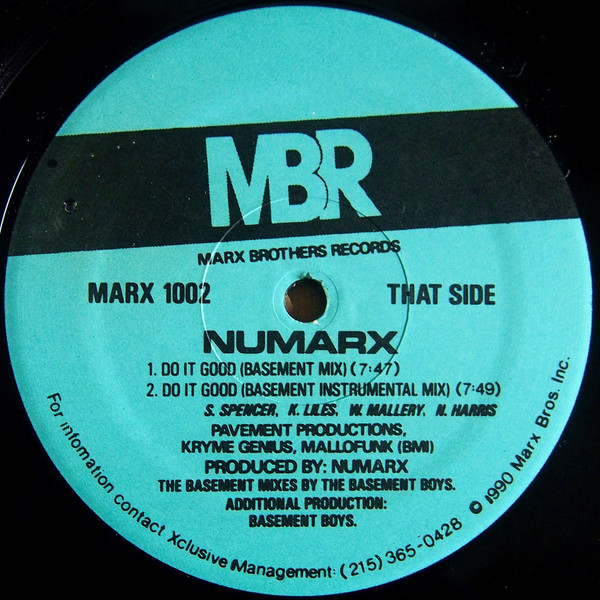 MBR
MARX BROTHERS RECORDS
MARX 1002
THAT SIDE
NUMARX
1. DO IT GOOD (BASEMENT MIX) (7:47)
2. DO IT GOOD (BASEMENT INSTRUMENTAL MIX) (7:49)
S. SPENCER, K. LILES, W. MALLERY, N. HARRIS
PAVEMENT PRODUCTIONS,
KRYME GENIUS, MALLOFUNK (BMI)
PRODUCED BY: NUMARX
THE BASEMENT MIXES BY THE BASEMENT BOYS.
ADDITIONAL PRODUCTION:
BASEMENT BOYS.
For infomation contact Xclusive Management: (215) 365-0428 © 1990 Marx Bros. Inc.